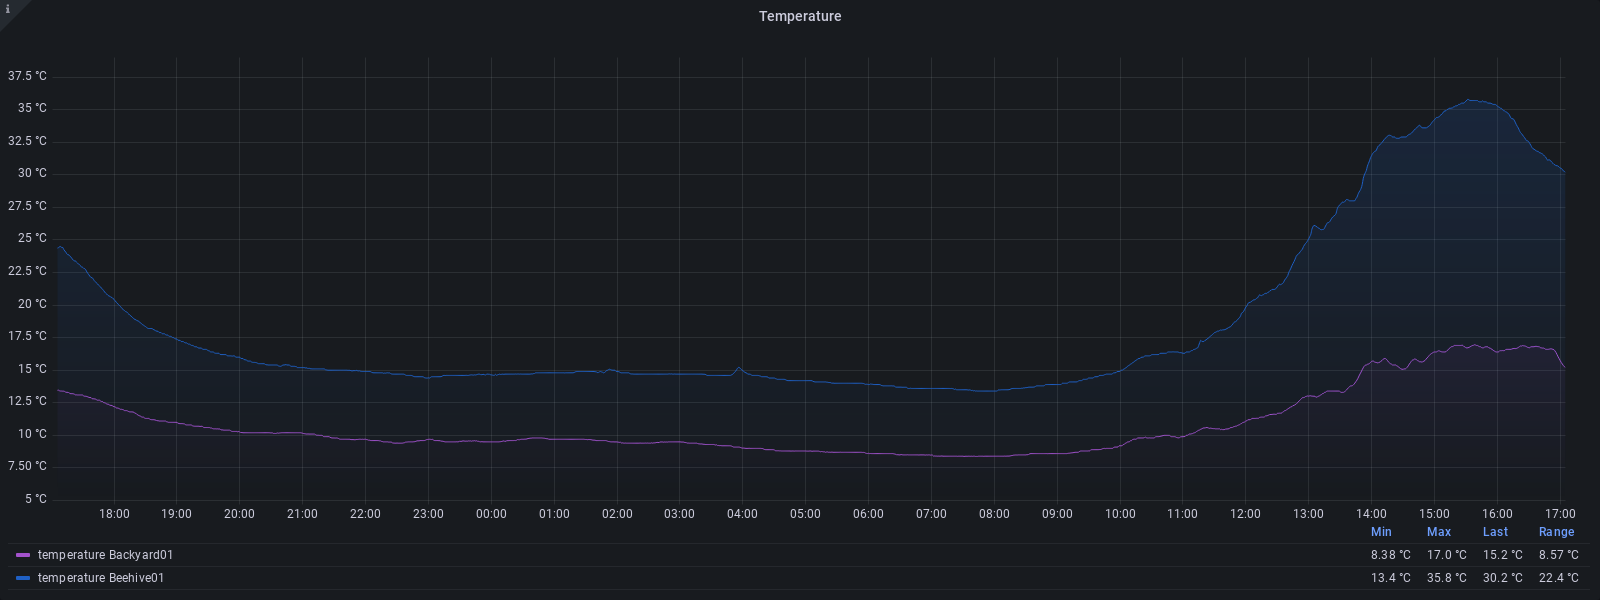 i
Temperature
37.5 °C
35 °C
32.5 °C
30 °C
27.5 °C
25 °C
22.5 °C
20 °C
17.5 °C
15 °C
12.5 °C
10 °C
7.50 °C
5 °C
18:00 19:00 20:00 21:00 22:00 23:00 00:00 01:00 02:00 03:00 04:00 05:00 06:00 07:00 08:00 09:00 10:00 11:00 12:00 13:00 14:00 15:00 16:00 17:00
Min Max Last Range
temperature Backyard01 8.38 °C 17.0 °C 15.2 °C 8.57 °C
temperature Beehive01 13.4 °C 35.8 °C 30.2 °C 22.4 °C